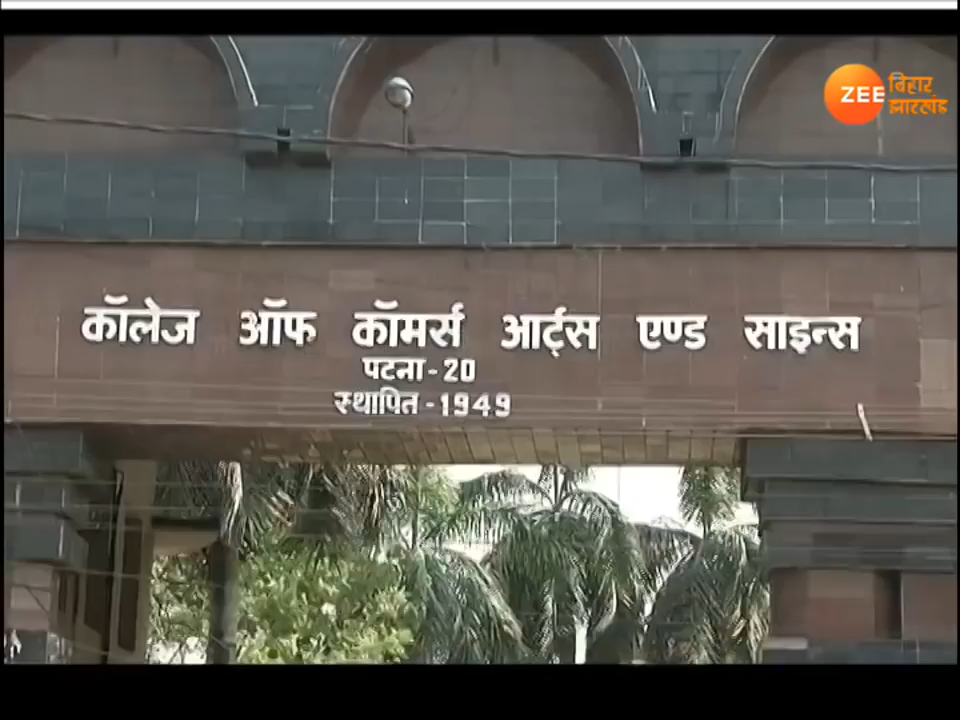 ZEE बिहार झारखंड
कॉलेज ऑफ कॉमर्स आर्ट्स एण्ड साइन्स
पटना - 20
स्थापित - 1949